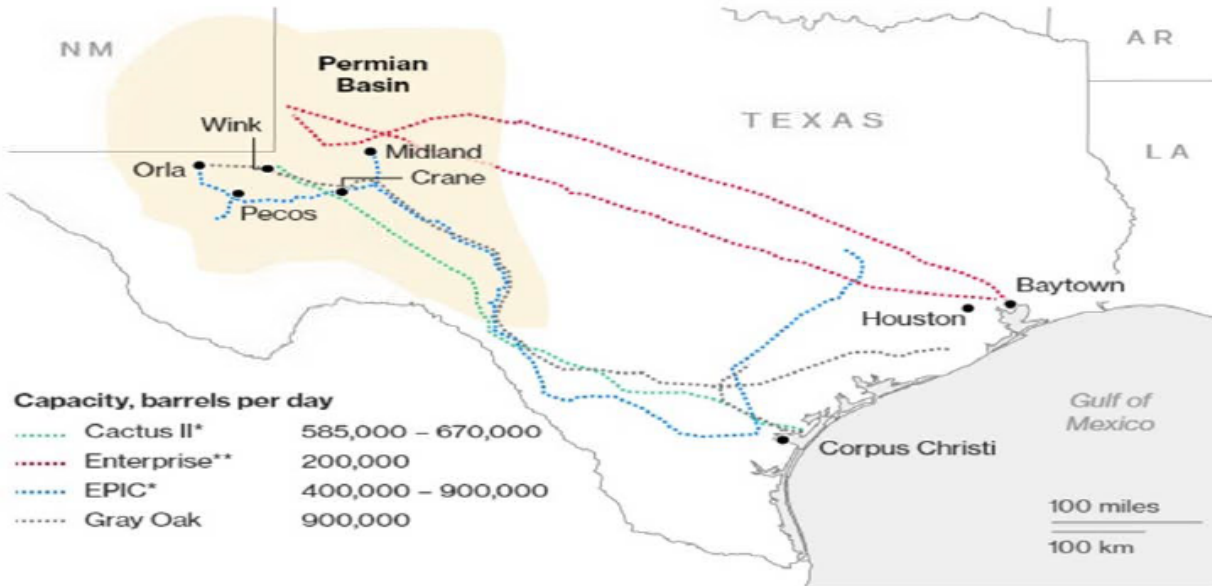 NM
AR
Permian
Basin
TEXAS
Wink
LA
Midland
Orla
Crane
Pecos
Baytown
Houston
Capacity, barrels per day
Cactus II* 585,000 – 670,000
Enterprise** 200,000
EPIC* 400,000 – 900,000
Gray Oak 900,000
Gulf of
Mexico
Corpus Christi
100 miles
100 km